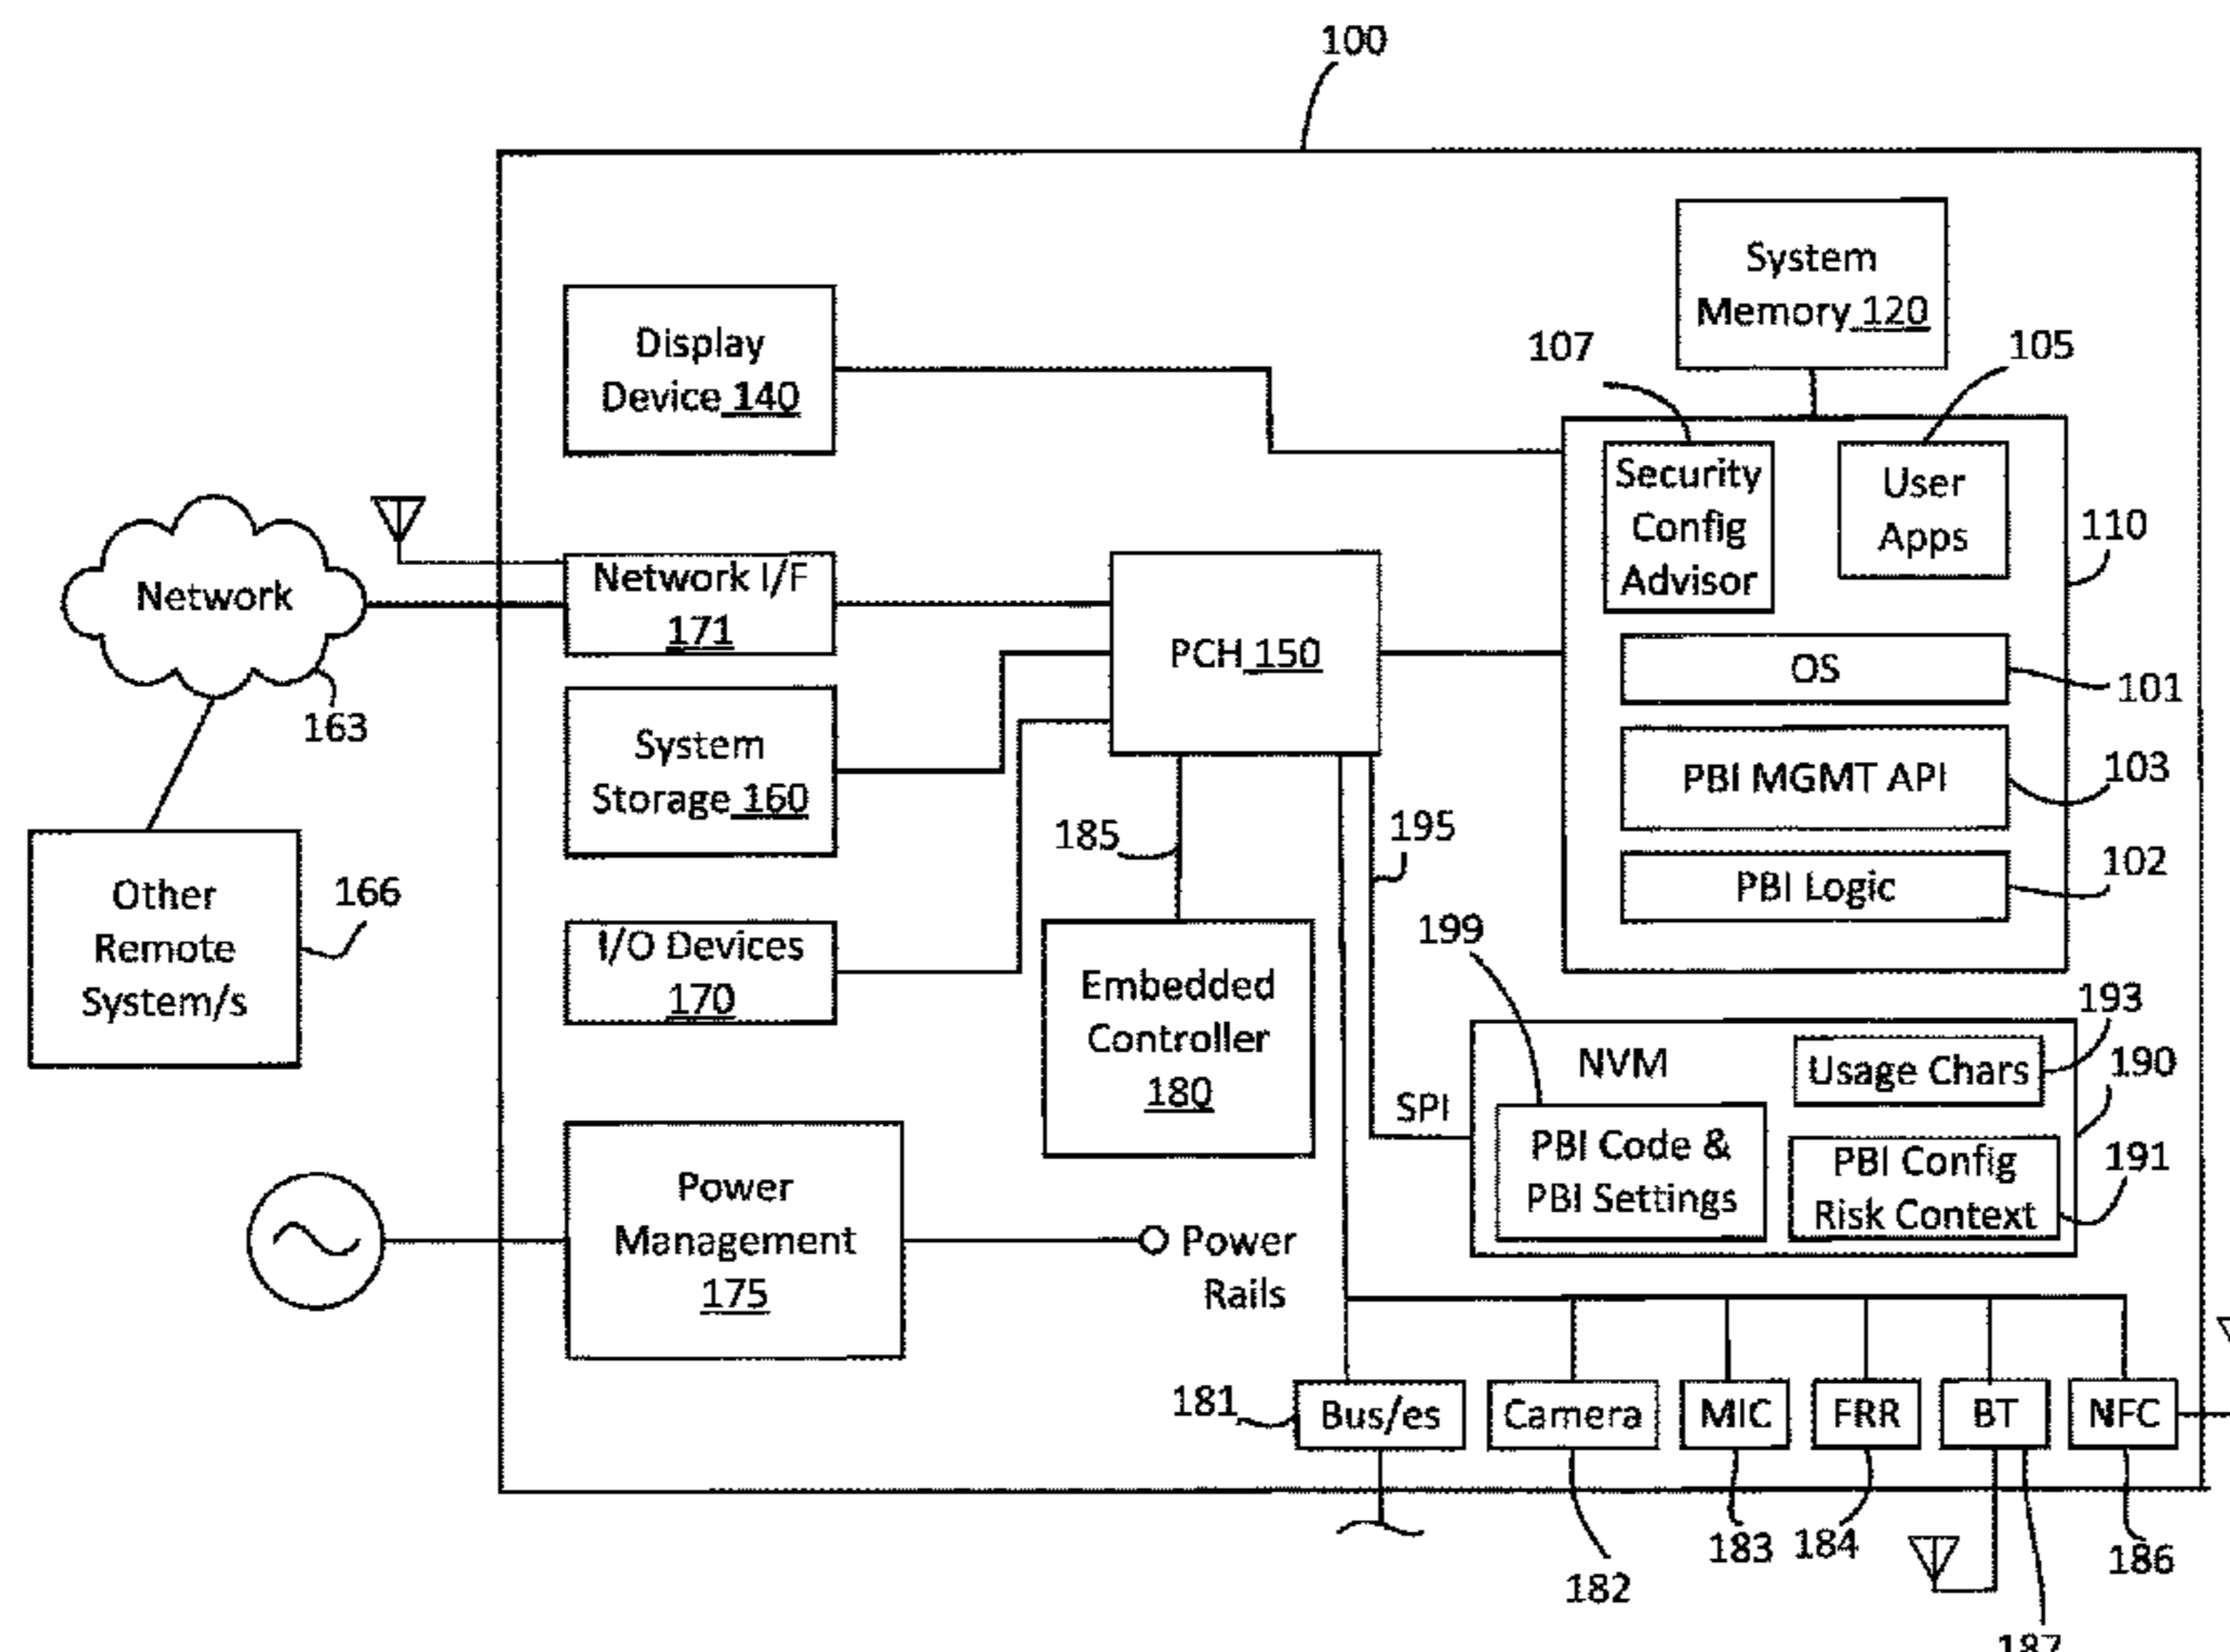 100
System
Memory 120
107
105
Display
Device 140
Security
Config
Advisor
User
Apps
110
Network
163
Network I/F
171
PCH 150
OS
101
System
Storage 160
PBI MGMT API
103
185
195
PBI Logic
102
Other
Remote
System/s
166
I/O Devices
170
Embedded
Controller
180
199
193
NVM
Usage Chars
190
SPI
PBI Code &
PBI Settings
PBI Config
Risk Context
191
Power
Management
175
Power
Rails
181
Bus/es
Camera
MIC
FRR
BT
NFC
183
184
186
182
187